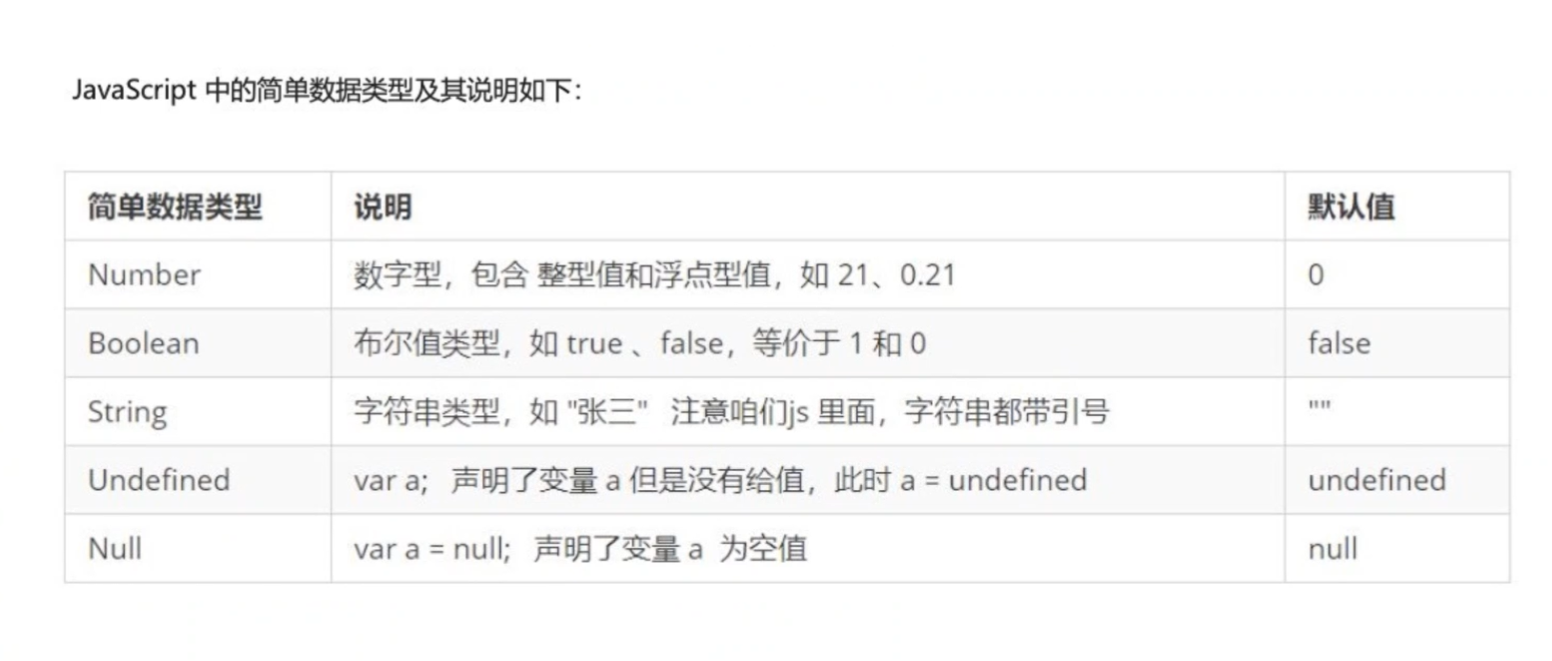 JavaScript 中的简单数据类型及其说明如下:
简单数据类型 说明 默认值
Number 数字型，包含 整型值和浮点型值，如 21、0.21 0
Boolean 布尔值类型，如 true 、false，等价于 1 和 0 false
String 字符串类型，如 "张三" 注意咱们js 里面，字符串都带引号 ""
Undefined var a; 声明了变量 a 但是没有给值，此时 a = undefined undefined
Null var a = null; 声明了变量 a 为空值 null